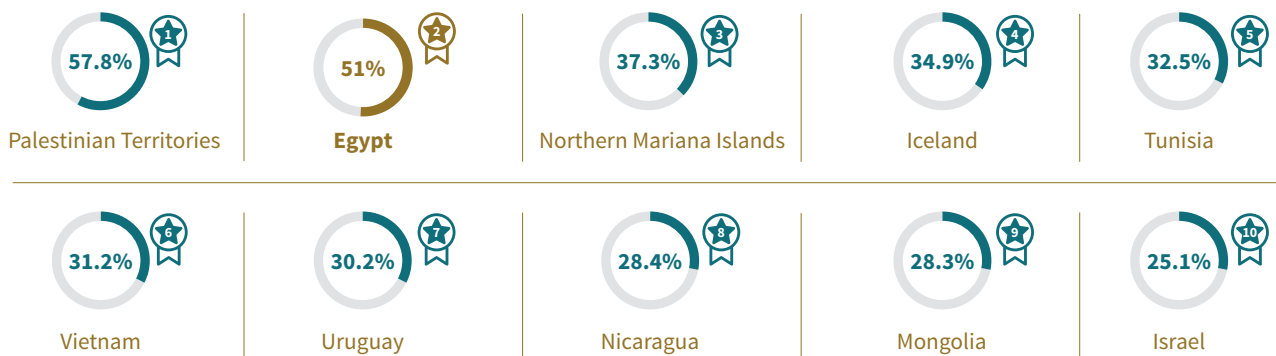 1
57.8%
Palestinian Territories
2
51%
Egypt
3
37.3%
Northern Mariana Islands
4
34.9%
Iceland
5
32.5%
Tunisia
6
31.2%
Vietnam
7
30.2%
Uruguay
8
28.4%
Nicaragua
9
28.3%
Mongolia
10
25.1%
Israel